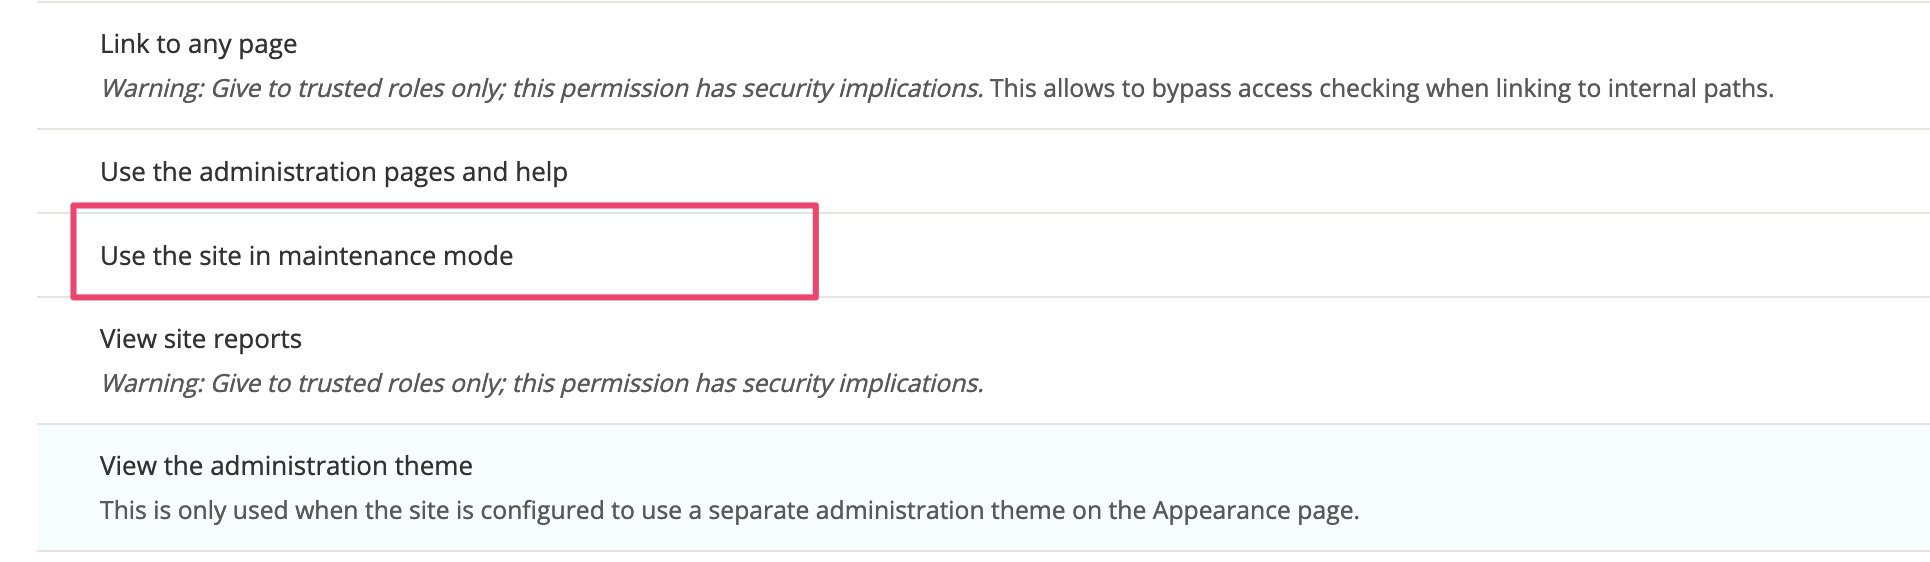 Link to any page
Warning: Give to trusted roles only; this permission has security implications. This allows to bypass access checking when linking to internal paths.
Use the administration pages and help
Use the site in maintenance mode
View site reports
Warning: Give to trusted roles only; this permission has security implications.
View the administration theme
This is only used when the site is configured to use a separate administration theme on the Appearance page.